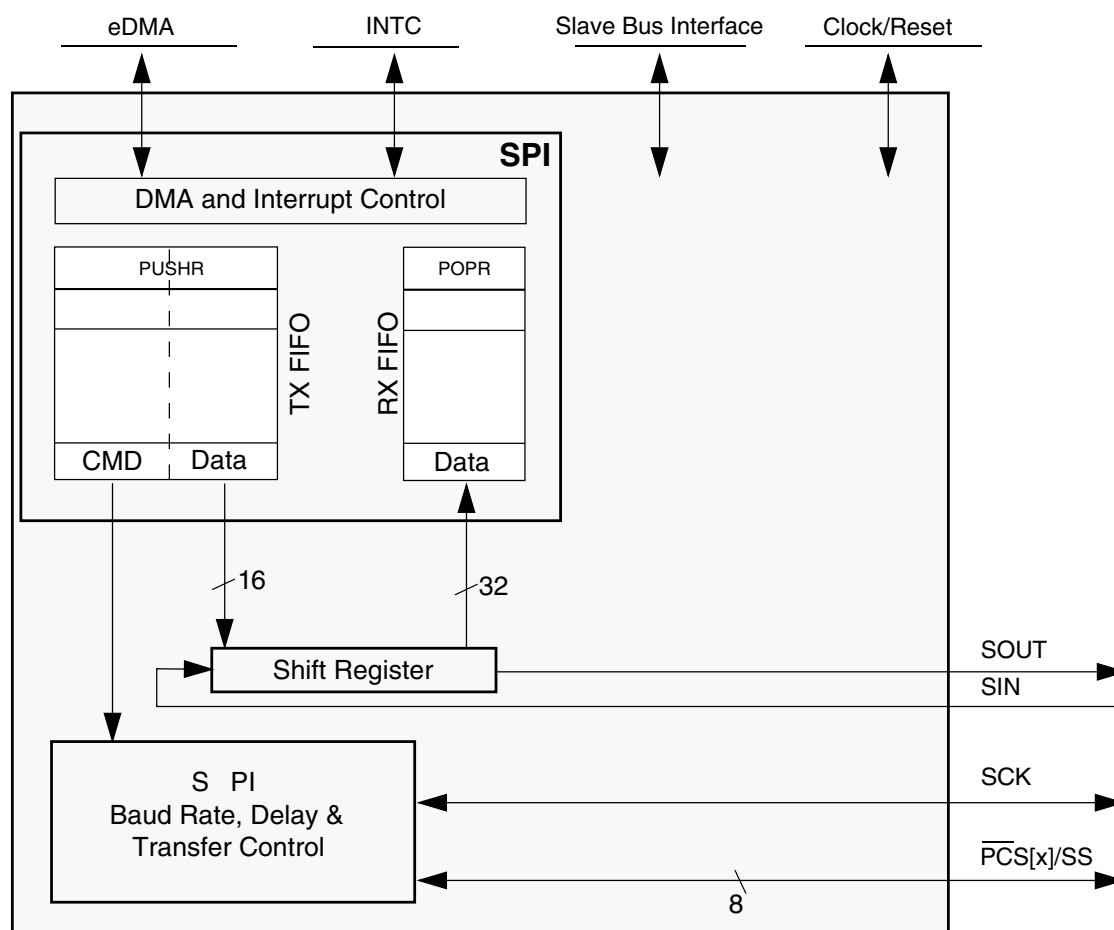 eDMA
INTC
Slave Bus Interface
Clock/Reset
SPI
DMA and Interrupt Control
PUSHR
POPR
TX FIFO
RX FIFO
CMD
Data
Data
16
32
Shift Register
SOUT
SIN
S PI
Baud Rate, Delay &
Transfer Control
SCK
PCS[x]/SS
8